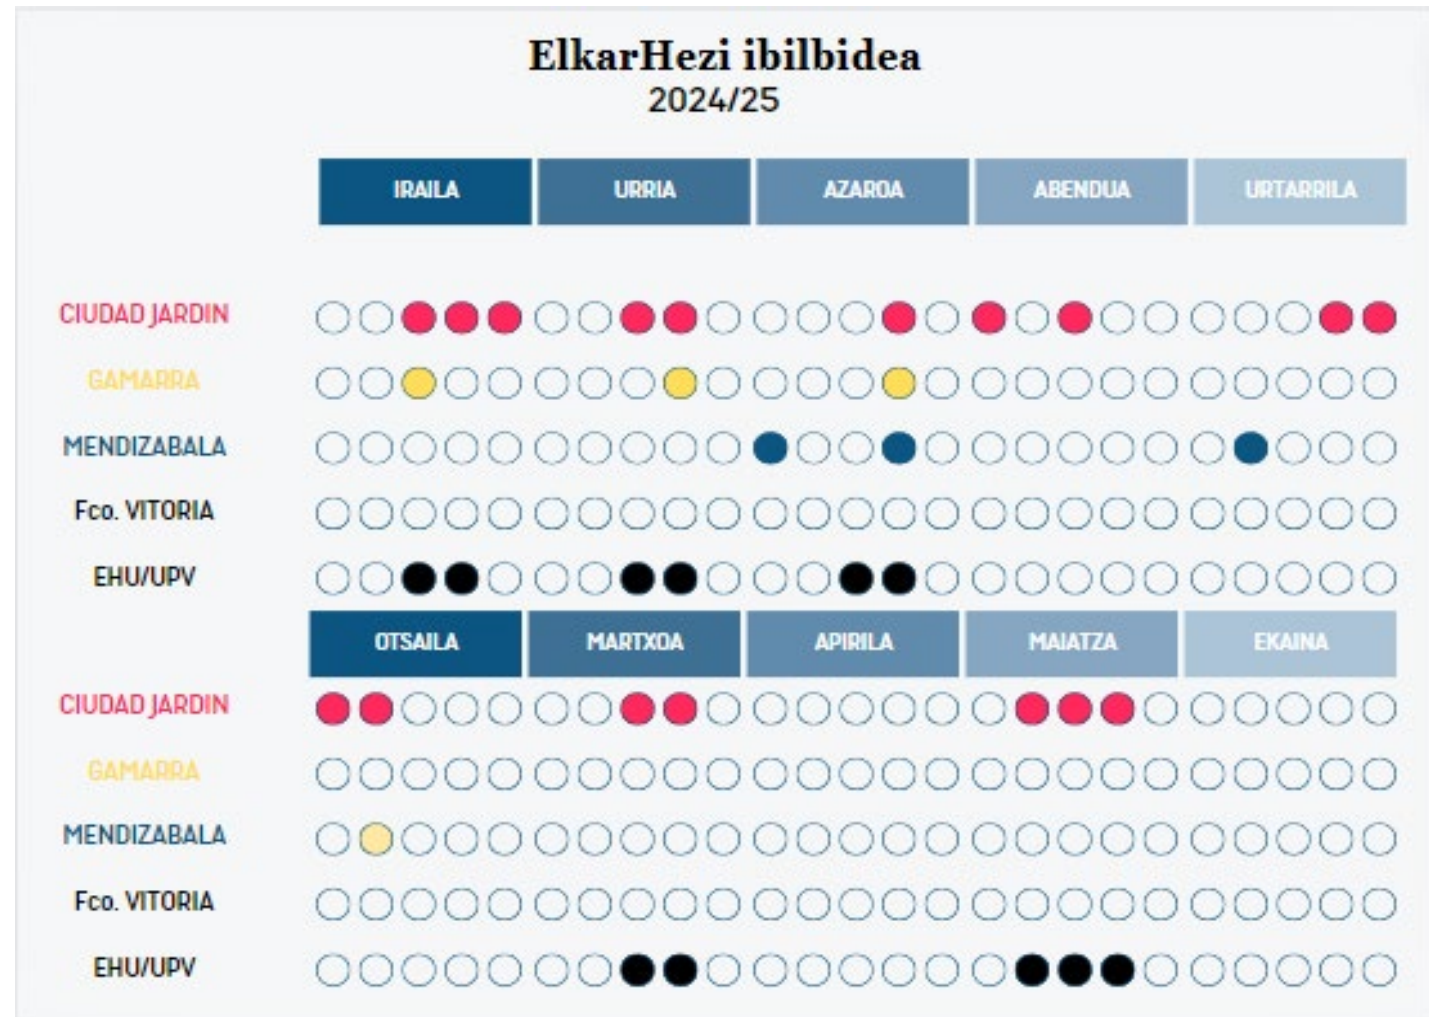 ElkarHezi ibilbidea
2024/25
IRAILA URRIA AZAROA ABENDUA URTARRILA
CIUDAD JARDIN
GAMARRA
MENDIZABALA
Fco. VITORIA
EHU/UPV
OTSAILA MARTXOA APIRILA MAIATZA EKAINA
CIUDAD JARDIN
GAMARRA
MENDIZABALA
Fco. VITORIA
EHU/UPV